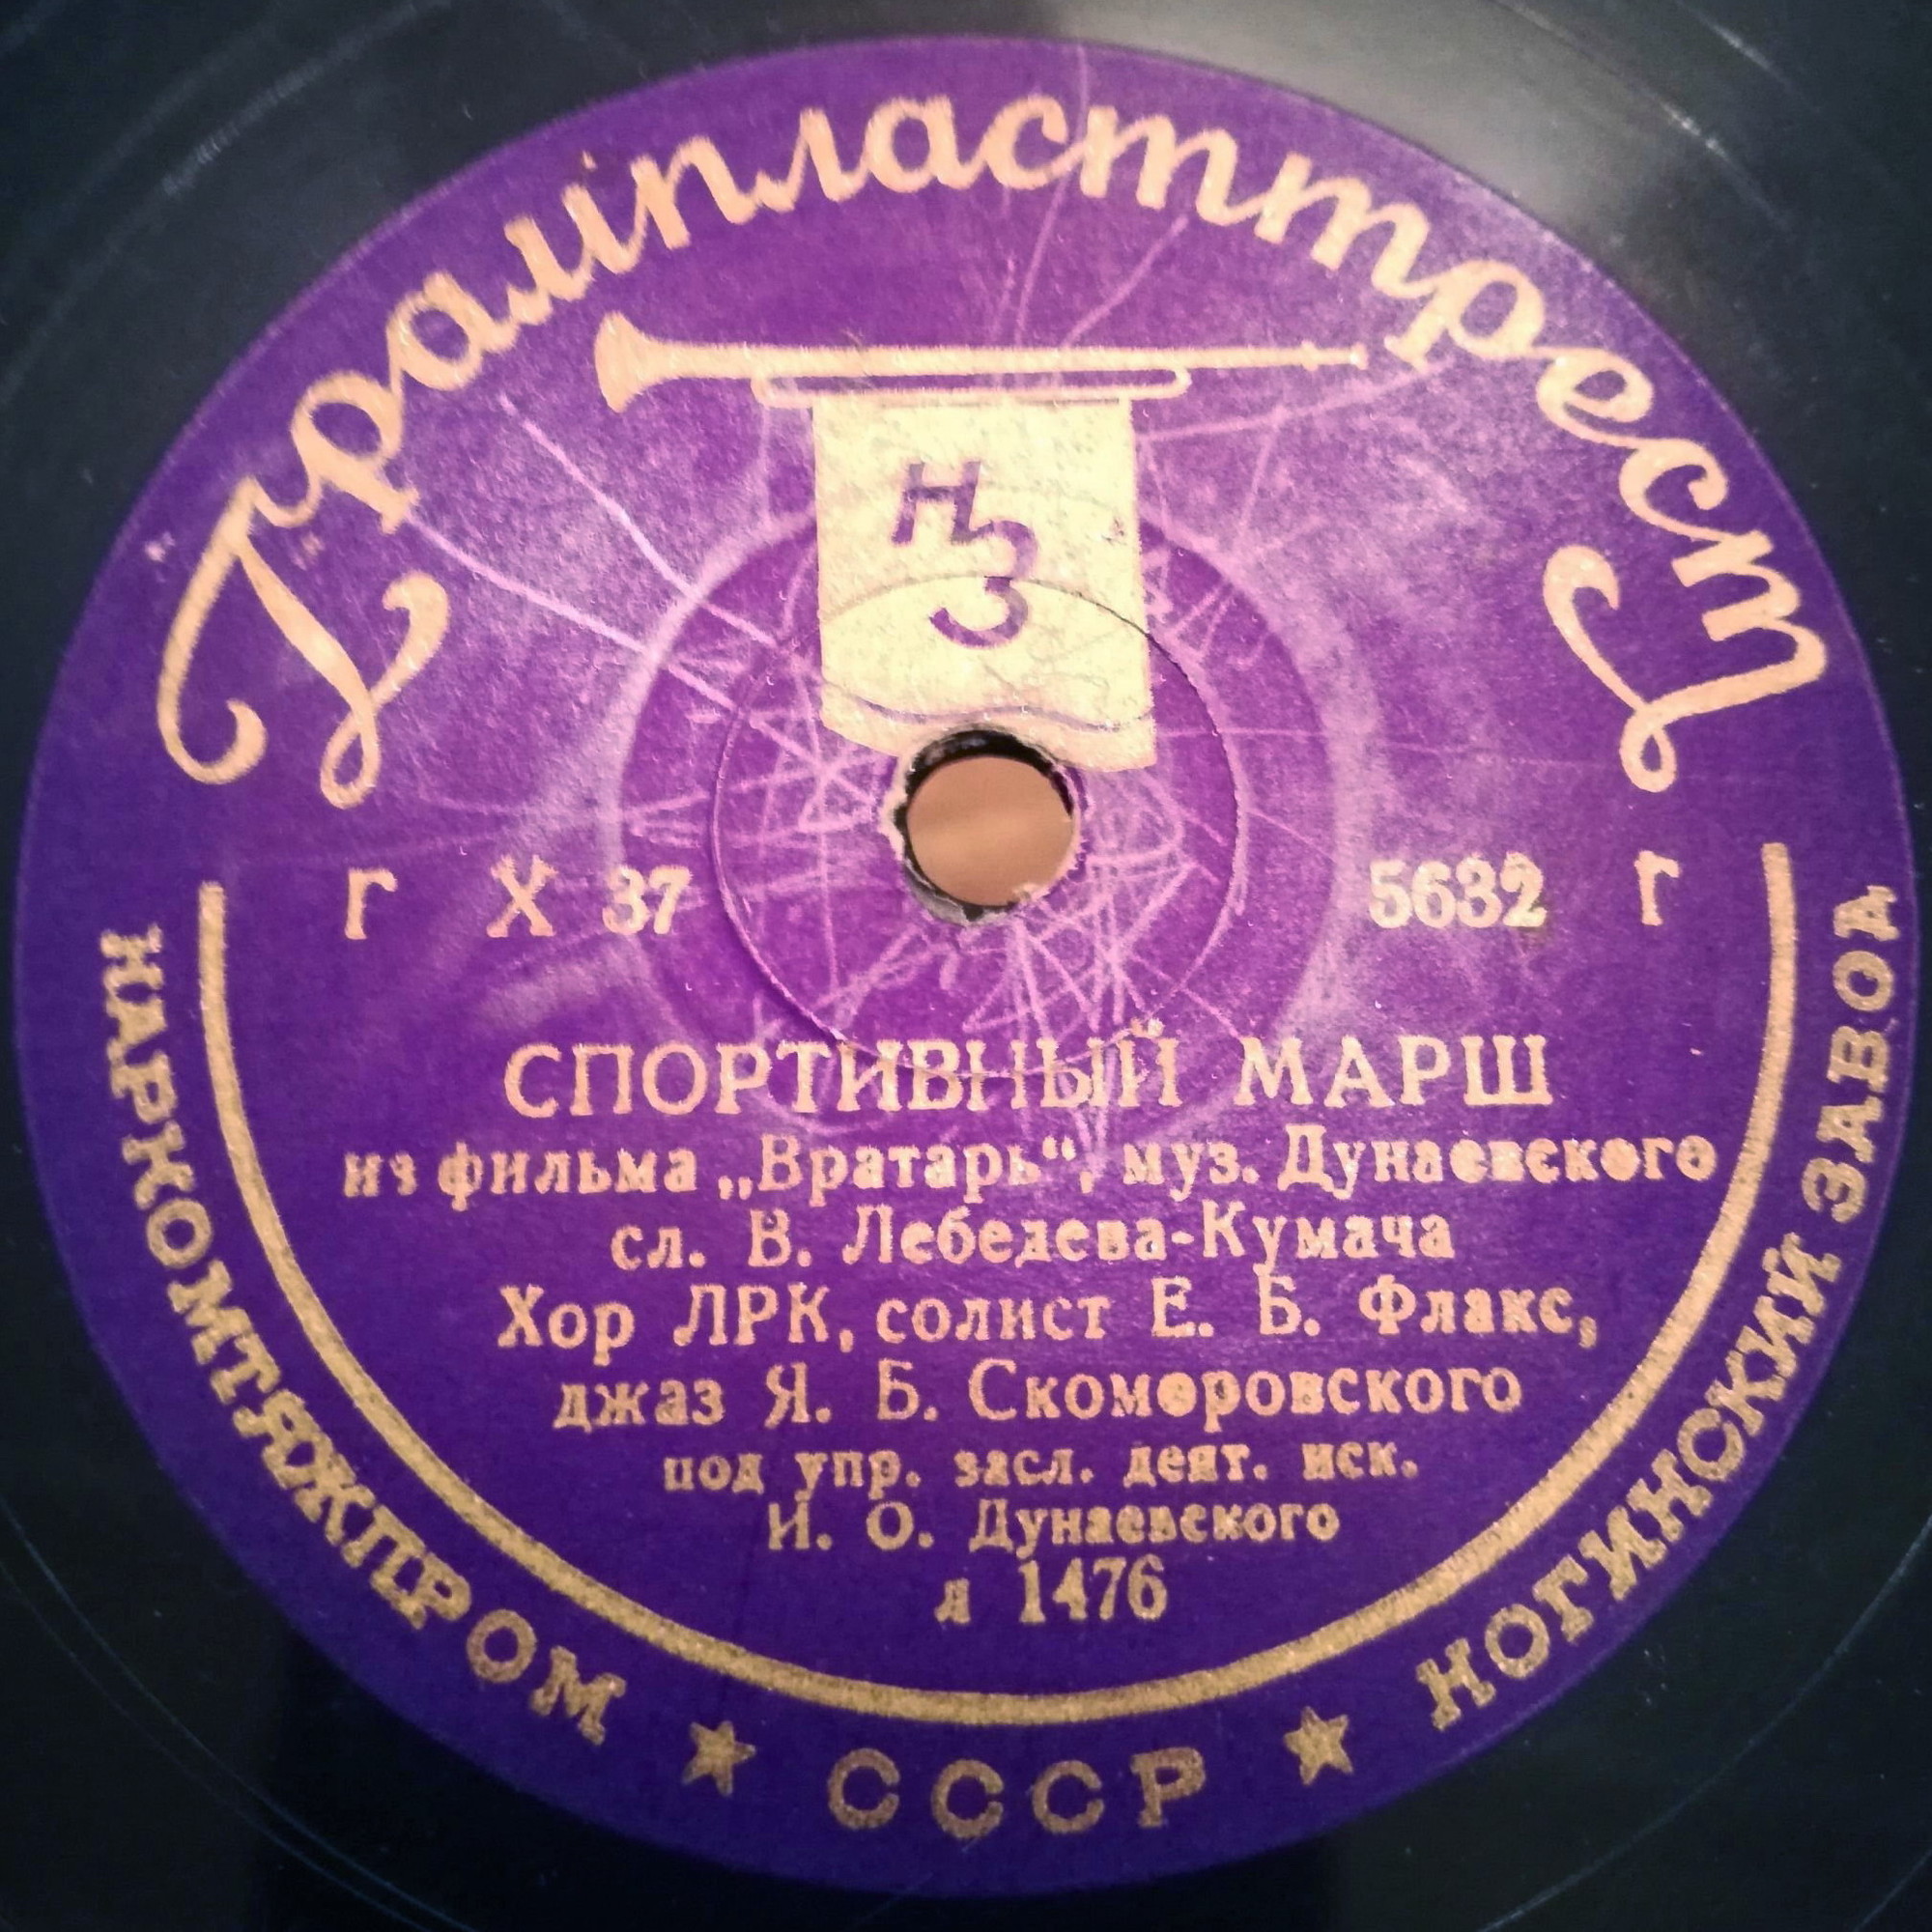 Грампласттрест
НЗ
Г Х 37 5632 Г
СПОРТИВНЫЙ МАРШ
из фильма „Вратарь“, муз. Дунаевского
сл. В. Лебедева-Кумача
Хор ЛРК, солист Е. Б. Флакс,
джаз Я. Б. Скоморовского
под упр. засл. деят. иск.
И. О. Дунаевского
л 1476
НАРКОМТЯЖПРОМ ★ СССР ★ НОГИНСКИЙ ЗАВОД